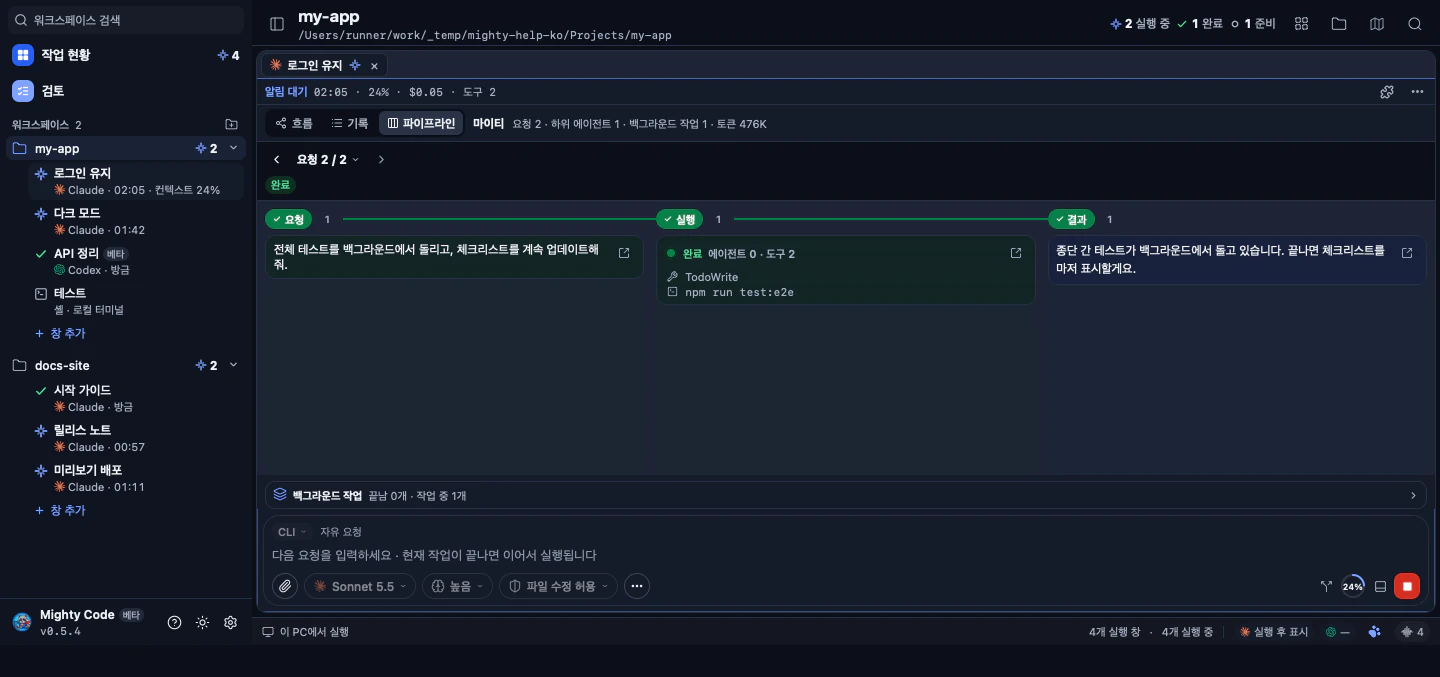 워크스페이스 검색
작업 현황
4
검토
워크스페이스 2
my-app
2
로그인 유지
Claude · 02:05 · 컨텍스트 24%
다크 모드
Claude · 01:42
API 정리 베타
Codex · 방금
테스트
셸 · 로컬 터미널
+ 창 추가
docs-site
2
시작 가이드
Claude · 방금
릴리스 노트
Claude · 00:57
미리보기 배포
Claude · 01:11
+ 창 추가
Mighty Code 베타
v0.5.4
my-app
/Users/runner/work/_temp/mighty-help-ko/Projects/my-app
2 실행 중 1 완료 1 준비
로그인 유지
알림 대기 02:05 · 24% · $0.05 · 도구 2
흐름 기록 파이프라인 마이티 요청 2 · 하위 에이전트 1 · 백그라운드 작업 1 · 토큰 476K
요청 2 / 2
완료
요청 1
전체 테스트를 백그라운드에서 돌리고, 체크리스트를 계속 업데이트해
줘.
실행 1
완료 에이전트 0 · 도구 2
TodoWrite
npm run test:e2e
결과 1
종단 간 테스트가 백그라운드에서 돌고 있습니다. 끝나면 체크리스트를
마저 표시할게요.
백그라운드 작업 끝남 0개 · 작업 중 1개
CLI 자유 요청
다음 요청을 입력하세요 · 현재 작업이 끝나면 이어서 실행됩니다
Sonnet 5.5 높음 파일 수정 허용
24%
이 PC에서 실행
4개 실행 창 · 4개 실행 중 실행 후 표시 — 4